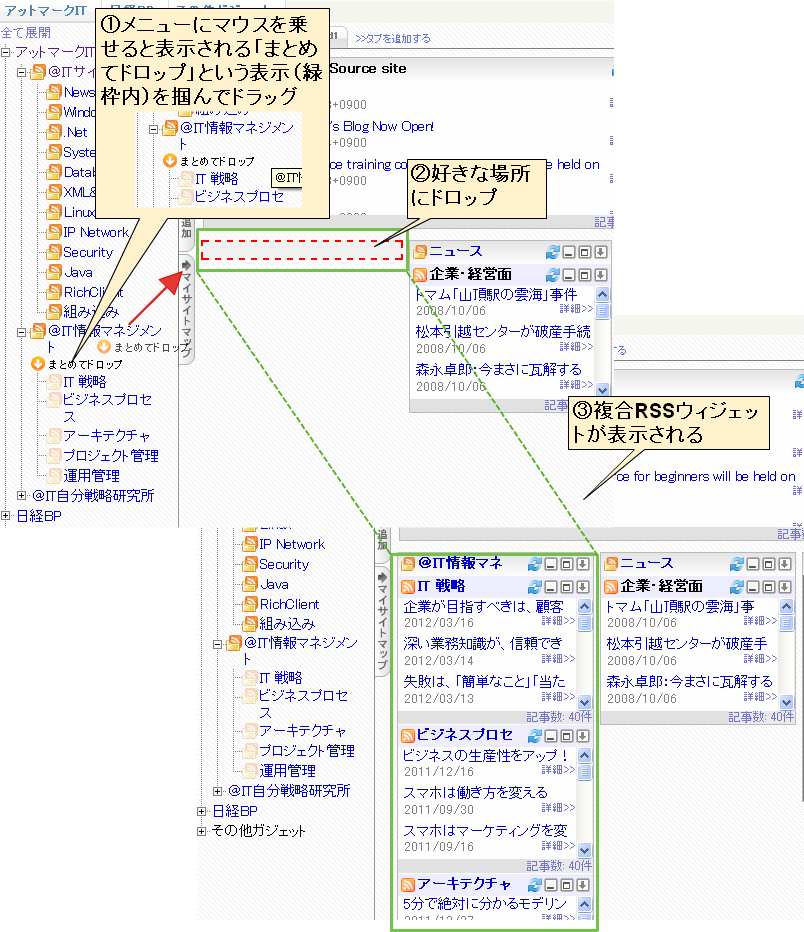 アットマークIT
全て展開
>>タブを追加する
アットマークIT
@ITサイ
News
Windo
.Net
Syste
Datab
XML&
Linux
IP Network
Security
Java
RichClient
組み込み
@IT情報マネジメン
ト
まとめてドロップ
まとめてドロップ
IT 戦略
ビジネスプロセ
ス
アーキテクチャ
プロジェクト管理
運用管理
@IT自分戦略研究所
日経BP
①メニューにマウスを乗
せると表示される「まとめ
てドロップ」という表示（緑
枠内）を掴んでドラッグ
@IT情報マネジメン
ト
まとめてドロップ
IT 戦略
@IT
ビジネスプロセ
Source site
+0900
's Blog Now Open!
+0900
ce training co
be held on
+0900
記事
②好きな場所
にドロップ
追加
マイサイトマップ
ニュース
企業・経営面
トマム「山頂駅の雲海」事件
2008/10/06
詳細>>
松本引越センターが破産手続
2008/10/06
詳細>>
森永卓郎：今まさに瓦解する
2008/10/06
詳細>>
記事
③複合RSSウィジェッ
トが表示される
る
ce for beginners will be held on
記事
IP Network
Security
Java
RichClient
組み込み
@IT情報マネジメン
ト
IT 戦略
ビジネスプロセ
ス
アーキテクチャ
プロジェクト管理
運用管理
@IT自分戦略研究所
日経BP
その他ガジェット
追加
マイサイトマップ
@IT情報マネ
IT 戦略
企業が目指すべきは、顧客
2012/03/16
詳細>>
深い業務知識が、信頼でき
2012/03/14
詳細>>
失敗は、「簡単なこと」「当た
2012/03/13
詳細>>
記事数: 40件
ビジネスプロセ
ビジネスの生産性をアップ！
2011/12/16
詳細>>
スマホは働き方を変える
2011/09/30
詳細>>
スマホはマーケティングを変
2011/09/16
詳細>>
記事数: 40件
アーキテクチャ
5分で絶対に分かるモデリン
2011/12/27
詳細>>
ニュース
企業・経営面
トマム「山頂駅の雲海」事
2008/10/06
詳細>>
松本引越センターが破産手
2008/10/06
詳細>>
森永卓郎：今まさに瓦解する
2008/10/06
詳細>>
記事数: 40件